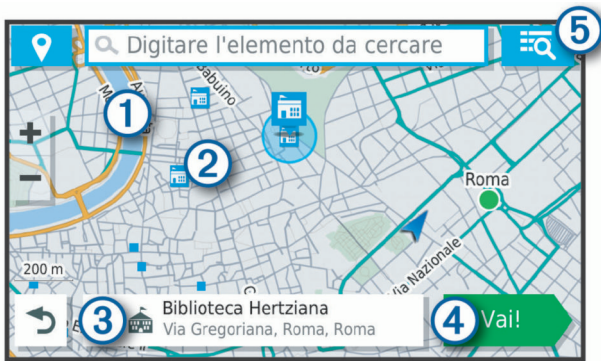 Digitare l'elemento da cercare
5
Babuino
1
+
2
-
Roma
200 m
Via Nazionale
3
Biblioteca Hertziana
Via Gregoriana, Roma, Roma
4
Vai!